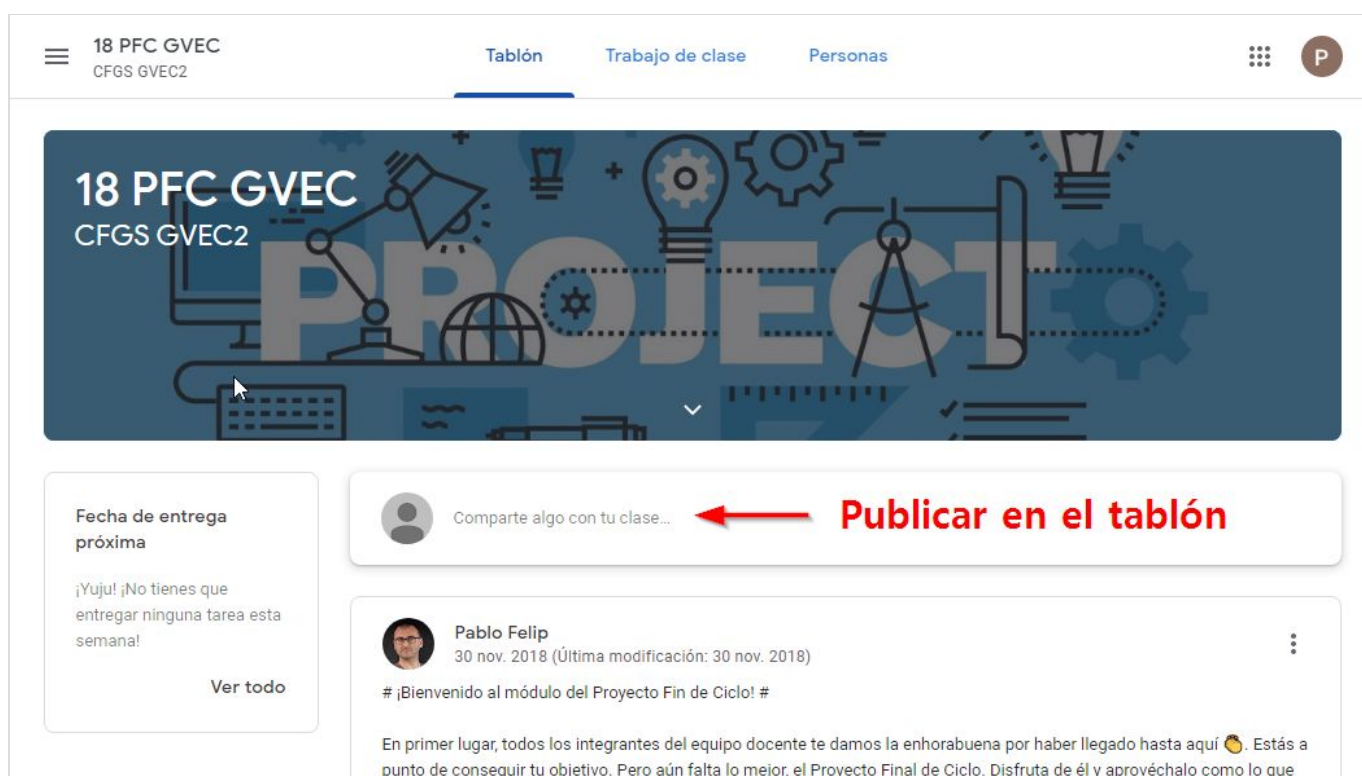 18 PFC GVEC
CFGS GVEC2
Tablón Trabajo de clase Personas
P
18 PFC GVEC
CFGS GVEC2
PROJECT
Fecha de entrega
próxima
¡Yuju! ¡No tienes que
entregar ninguna tarea esta
semana!
Ver todo
Comparte algo con tu clase...
Publicar en el tablón
Pablo Felip
30 nov. 2018 (Última modificación: 30 nov. 2018)
# ¡Bienvenido al módulo del Proyecto Fin de Ciclo! #
En primer lugar, todos los integrantes del equipo docente te damos la enhorabuena por haber llegado hasta aquí 👏. Estás a
punto de conseguir tu objetivo. Pero aún falta lo mejor, el Proyecto Final de Ciclo. Disfruta de él y aprovéchalo como lo que